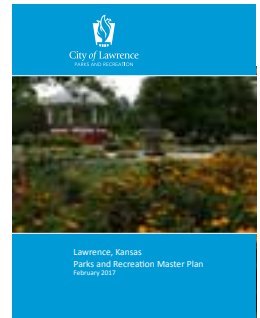 City of Lawrence
PARKS AND RECREATION
Lawrence, Kansas
Parks and Recreation Master Plan
February 2017